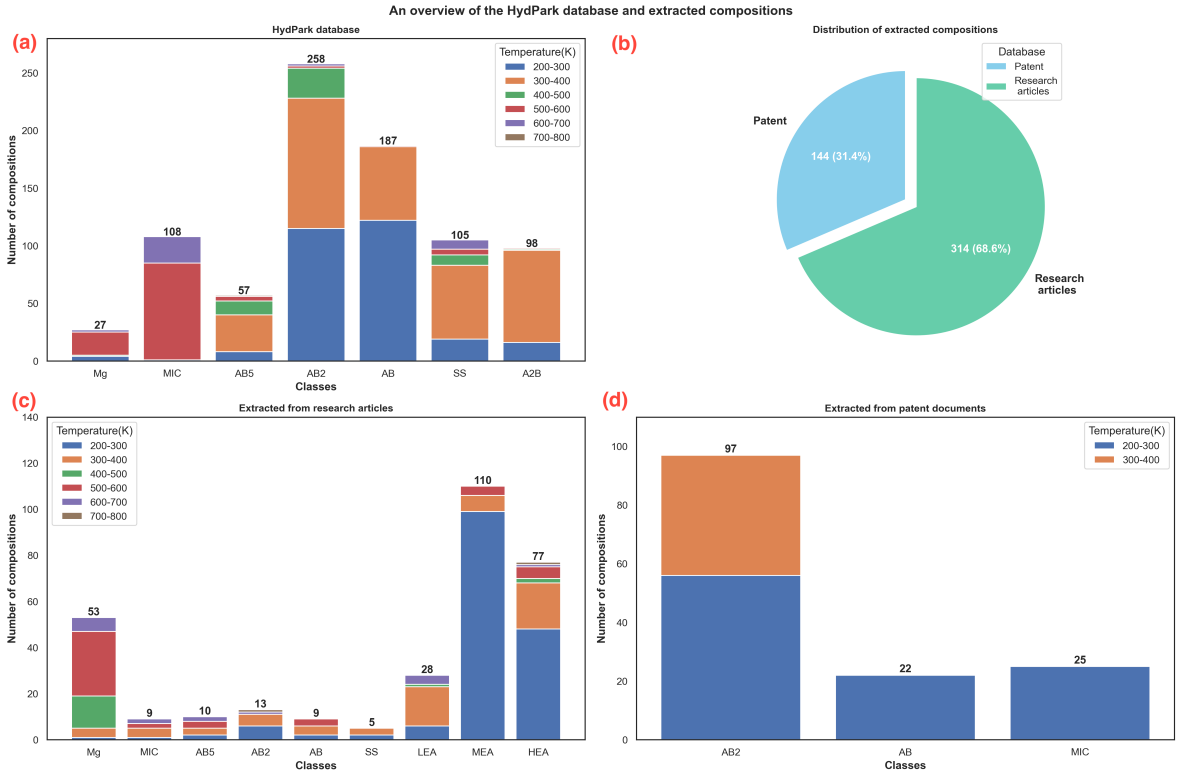 An overview of the HydPark database and extracted compositions
(a)
HydPark database
Number of compositions
250
200
150
100
50
0
27
108
57
258
187
105
98
Temperature(K)
200-300
300-400
400-500
500-600
600-700
700-800
Mg
MIC
AB5
AB2
AB
SS
A2B
Classes
(b)
Distribution of extracted compositions
Database
Patent
Research
articles
Patent
144 (31.4%)
314 (68.6%)
Research
articles
(c)
Extracted from research articles
Number of compositions
140
120
100
80
60
40
20
0
Temperature(K)
200-300
300-400
400-500
500-600
600-700
700-800
53
9
10
13
9
5
28
110
77
Mg
MIC
AB5
AB2
AB
SS
LEA
MEA
HEA
Classes
(d)
Extracted from patent documents
Number of compositions
100
80
60
40
20
0
Temperature(K)
200-300
300-400
97
22
25
AB2
AB
MIC
Classes